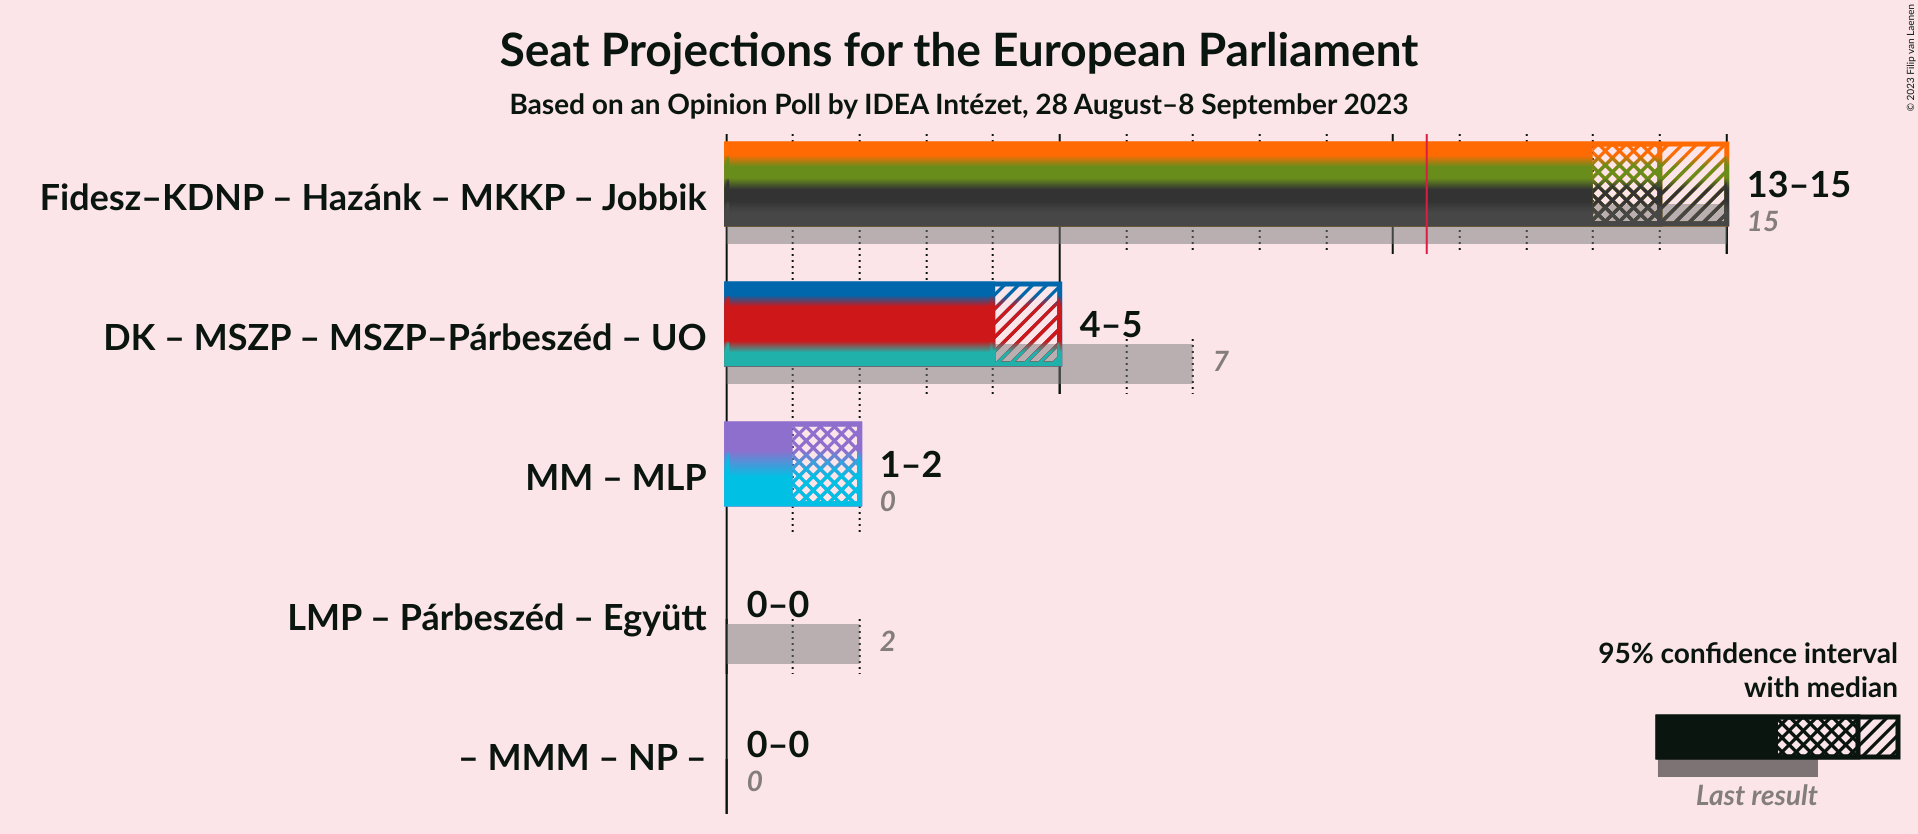 Seat Projections for the European Parliament
Based on an Opinion Poll by IDEA Intézet, 28 August–8 September 2023
© 2023 Filip van Laenen
Fidesz–KDNP – Hazánk – MKKP – Jobbik
13–15
15
DK – MSZP – MSZP–Párbeszéd – UO
4–5
7
MM – MLP
1–2
0
LMP – Párbeszéd – Együtt
0–0
2
– MMM – NP –
0–0
0
95% confidence interval
with median
Last result